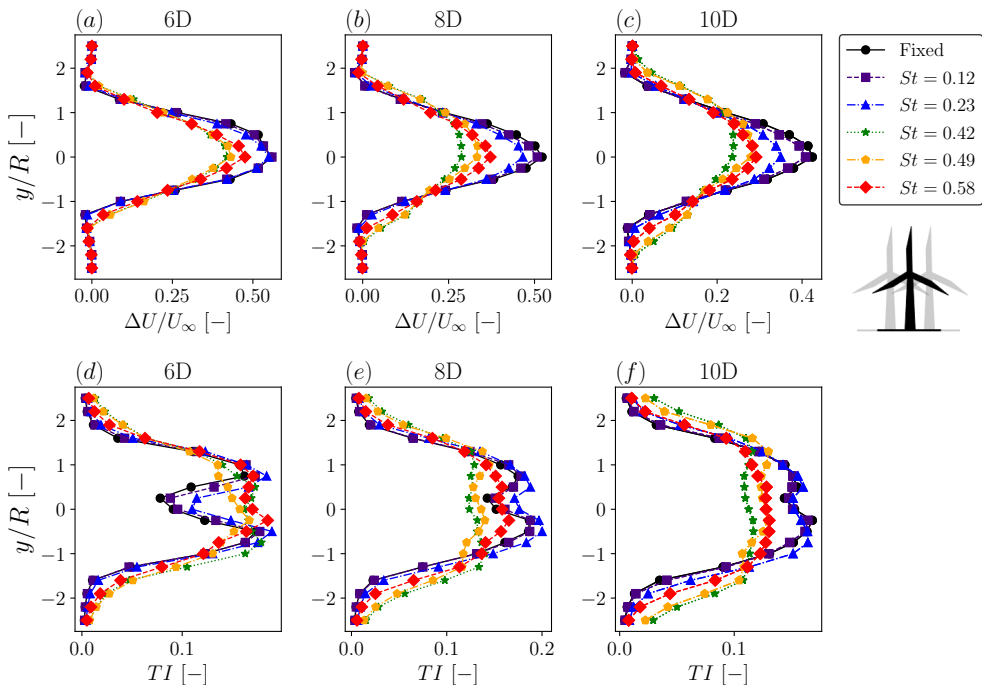 (a) 6D
(b) 8D
(c) 10D
2
1
0
−1
−2
y/R [−]
0.00 0.25 0.50
ΔU/U∞ [−]
0.00 0.25 0.50
ΔU/U∞ [−]
0.0 0.2 0.4
ΔU/U∞ [−]
Fixed
St = 0.12
St = 0.23
St = 0.42
St = 0.49
St = 0.58
(d) 6D
(e) 8D
(f) 10D
2
1
0
−1
−2
y/R [−]
0.0 0.1
TI [−]
0.0 0.1 0.2
TI [−]
0.0 0.1
TI [−]